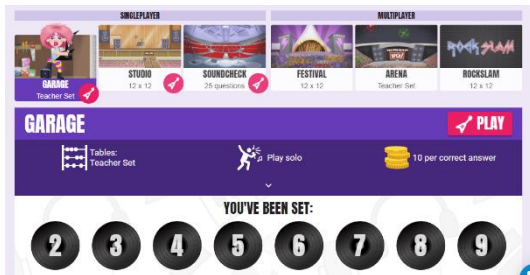 SINGLEPLAYER
MULTIPLAYER
GARAGE
Teacher Set
STUDIO
12 x 12
SOUNDCHECK
25 questions
FESTIVAL
12 x 12
ARENA
Teacher Set
ROCK SLAM
ROCKSLAM
12 x 12
GARAGE
PLAY
Tables:
Teacher Set
Play solo
10 per correct answer
YOU'VE BEEN SET:
2 3 4 5 6 7 8 9